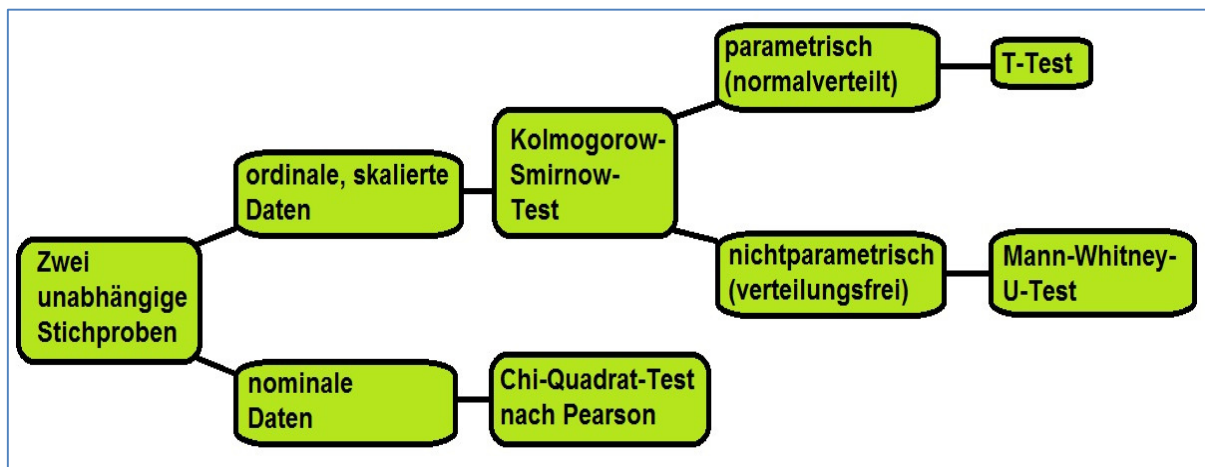 Zwei
unabhängige
Stichproben
ordinale, skalierte
Daten
Kolmogorow-
Smirnow-
Test
parametrisch
(normalverteilt)
T-Test
nichtparametrisch
(verteilungsfrei)
Mann-Whitney-
U-Test
nominale
Daten
Chi-Quadrat-Test
nach Pearson